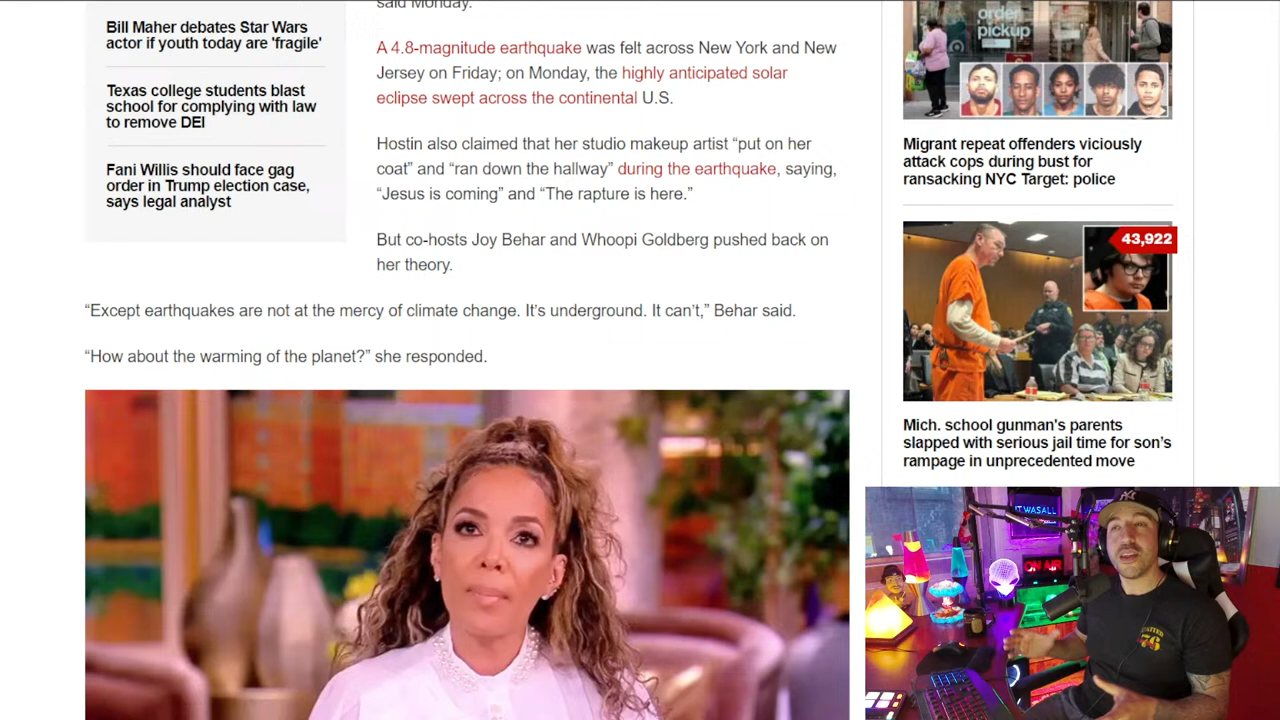 Bill Maher debates Star Wars
actor if youth today are 'fragile'
Texas college students blast
school for complying with law
to remove DEI
Fani Willis should face gag
order in Trump election case,
says legal analyst
said Monday.
A 4.8-magnitude earthquake was felt across New York and New
Jersey on Friday; on Monday, the highly anticipated solar
eclipse swept across the continental U.S.
Hostin also claimed that her studio makeup artist “put on her
coat” and “ran down the hallway” during the earthquake, saying,
“Jesus is coming” and “The rapture is here.”
But co-hosts Joy Behar and Whoopi Goldberg pushed back on
her theory.
“Except earthquakes are not at the mercy of climate change. It’s underground. It can’t,” Behar said.
“How about the warming of the planet?” she responded.
order
pickup
Migrant repeat offenders viciously
attack cops during bust for
ransacking NYC Target: police
43,922
Mich. school gunman's parents
slapped with serious jail time for son’s
rampage in unprecedented move
IT WASALL
ON AIR
UNITED
76